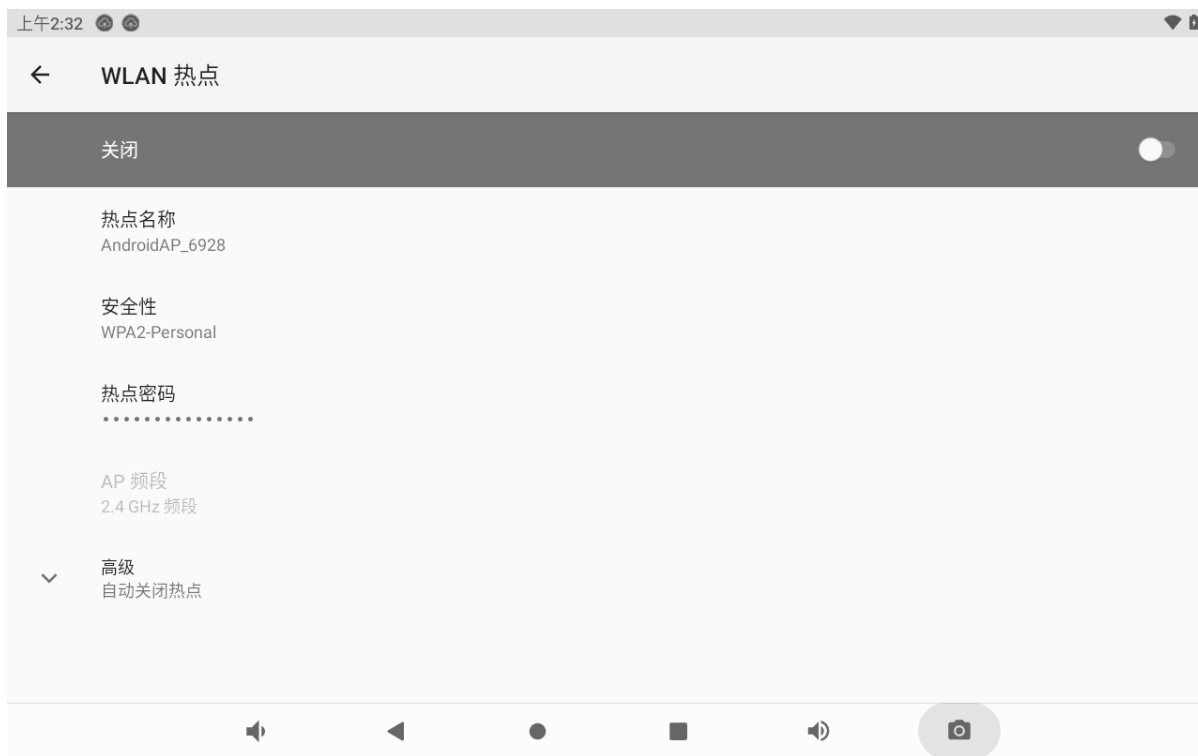 上午2:32
WLAN 热点
关闭
热点名称
AndroidAP_6928
安全性
WPA2-Personal
热点密码
•••••••••••••••
AP 频段
2.4 GHz 频段
高级
自动关闭热点